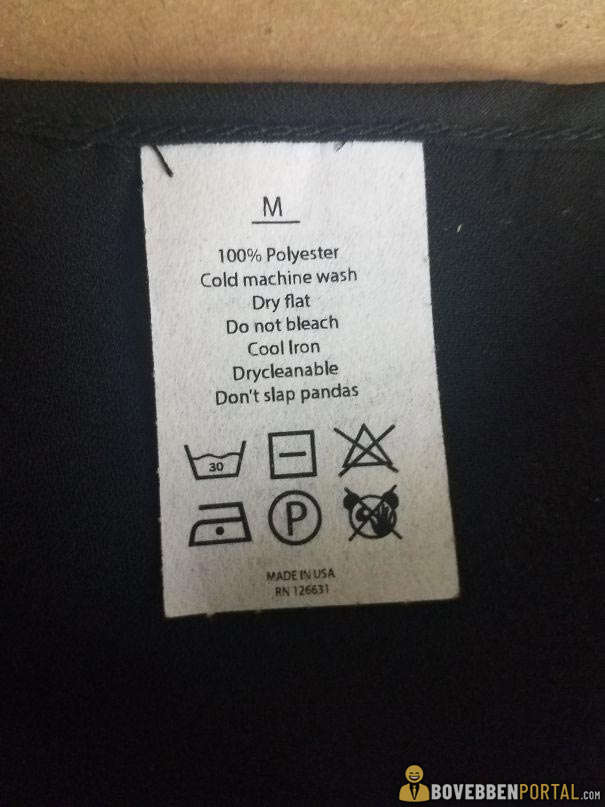 M
100% Polyester
Cold machine wash
Dry flat
Do not bleach
Cool Iron
Drycleanable
Don't slap pandas
30
P
MADE IN USA
RN 126631
BOVEBBENPORTAL.COM